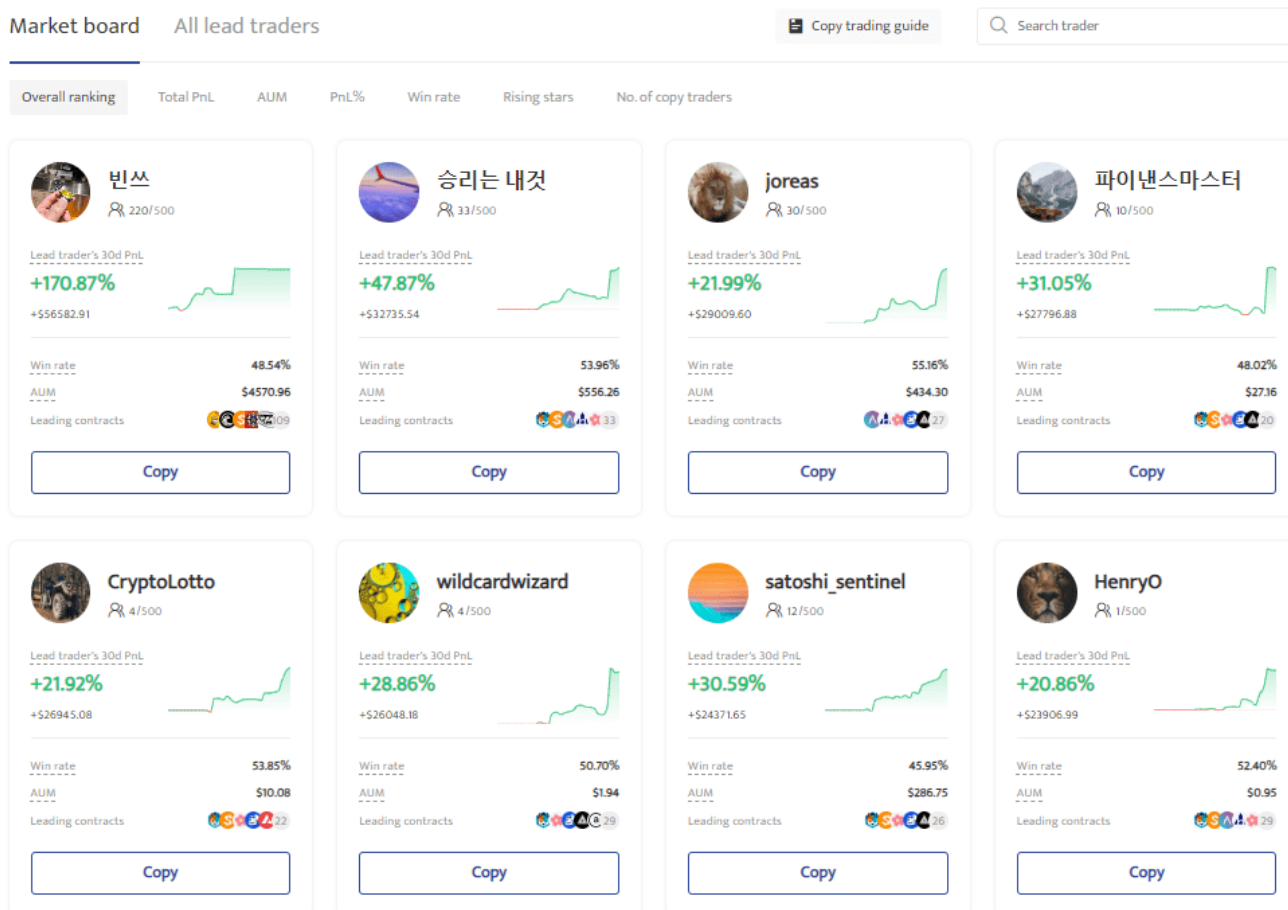 Market board All lead traders Copy trading guide Search trader
Overall ranking Total PnL AUM PnL% Win rate Rising stars No. of copy traders
빈쓰
220/500
Lead trader's 30d PnL
+170.87%
+$56582.91
Win rate 48.54%
AUM $4570.96
Leading contracts 09
Copy
승리는 내것
33/500
Lead trader's 30d PnL
+47.87%
+$32735.54
Win rate 53.96%
AUM $556.26
Leading contracts 33
Copy
joreas
30/500
Lead trader's 30d PnL
+21.99%
+$29009.60
Win rate 55.16%
AUM $434.30
Leading contracts 27
Copy
파이낸스마스터
10/500
Lead trader's 30d PnL
+31.05%
+$27796.88
Win rate 48.02%
AUM $27.16
Leading contracts 20
Copy
CryptoLotto
4/500
Lead trader's 30d PnL
+21.92%
+$26945.08
Win rate 53.85%
AUM $10.08
Leading contracts 22
Copy
wildcardwizard
4/500
Lead trader's 30d PnL
+28.86%
+$26048.18
Win rate 50.70%
AUM $1.94
Leading contracts 29
Copy
satoshi_sentinel
12/500
Lead trader's 30d PnL
+30.59%
+$24371.65
Win rate 45.95%
AUM $286.75
Leading contracts 26
Copy
HenryO
1/500
Lead trader's 30d PnL
+20.86%
+$23906.99
Win rate 52.40%
AUM $0.95
Leading contracts 29
Copy